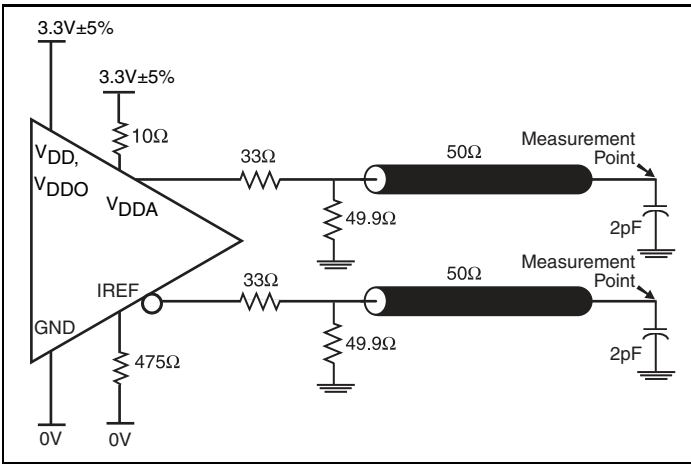 3.3V±5%
3.3V±5%
10Ω
VDD,
VDDO
VDDA
33Ω
50Ω
Measurement
Point
49.9Ω
2pF
IREF
33Ω
50Ω
Measurement
Point
GND
49.9Ω
2pF
475Ω
0V
0V